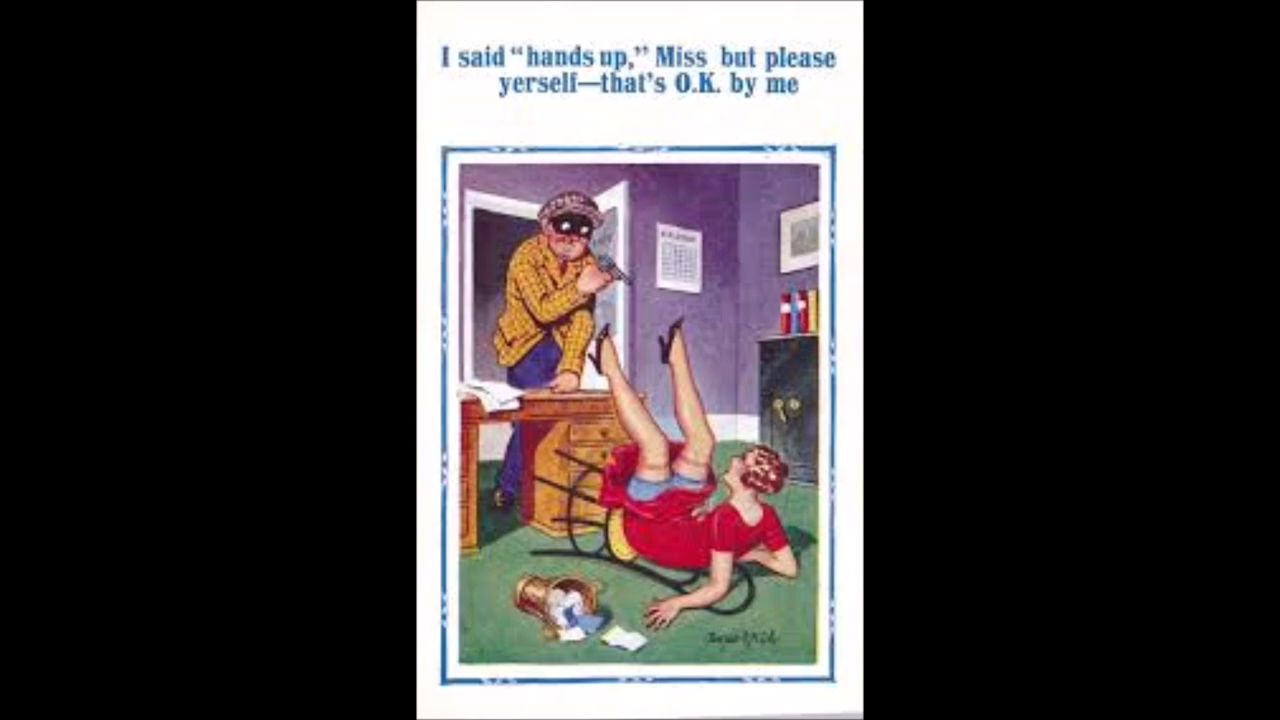 I said “hands up,” Miss but please
yerself—that's O.K. by me